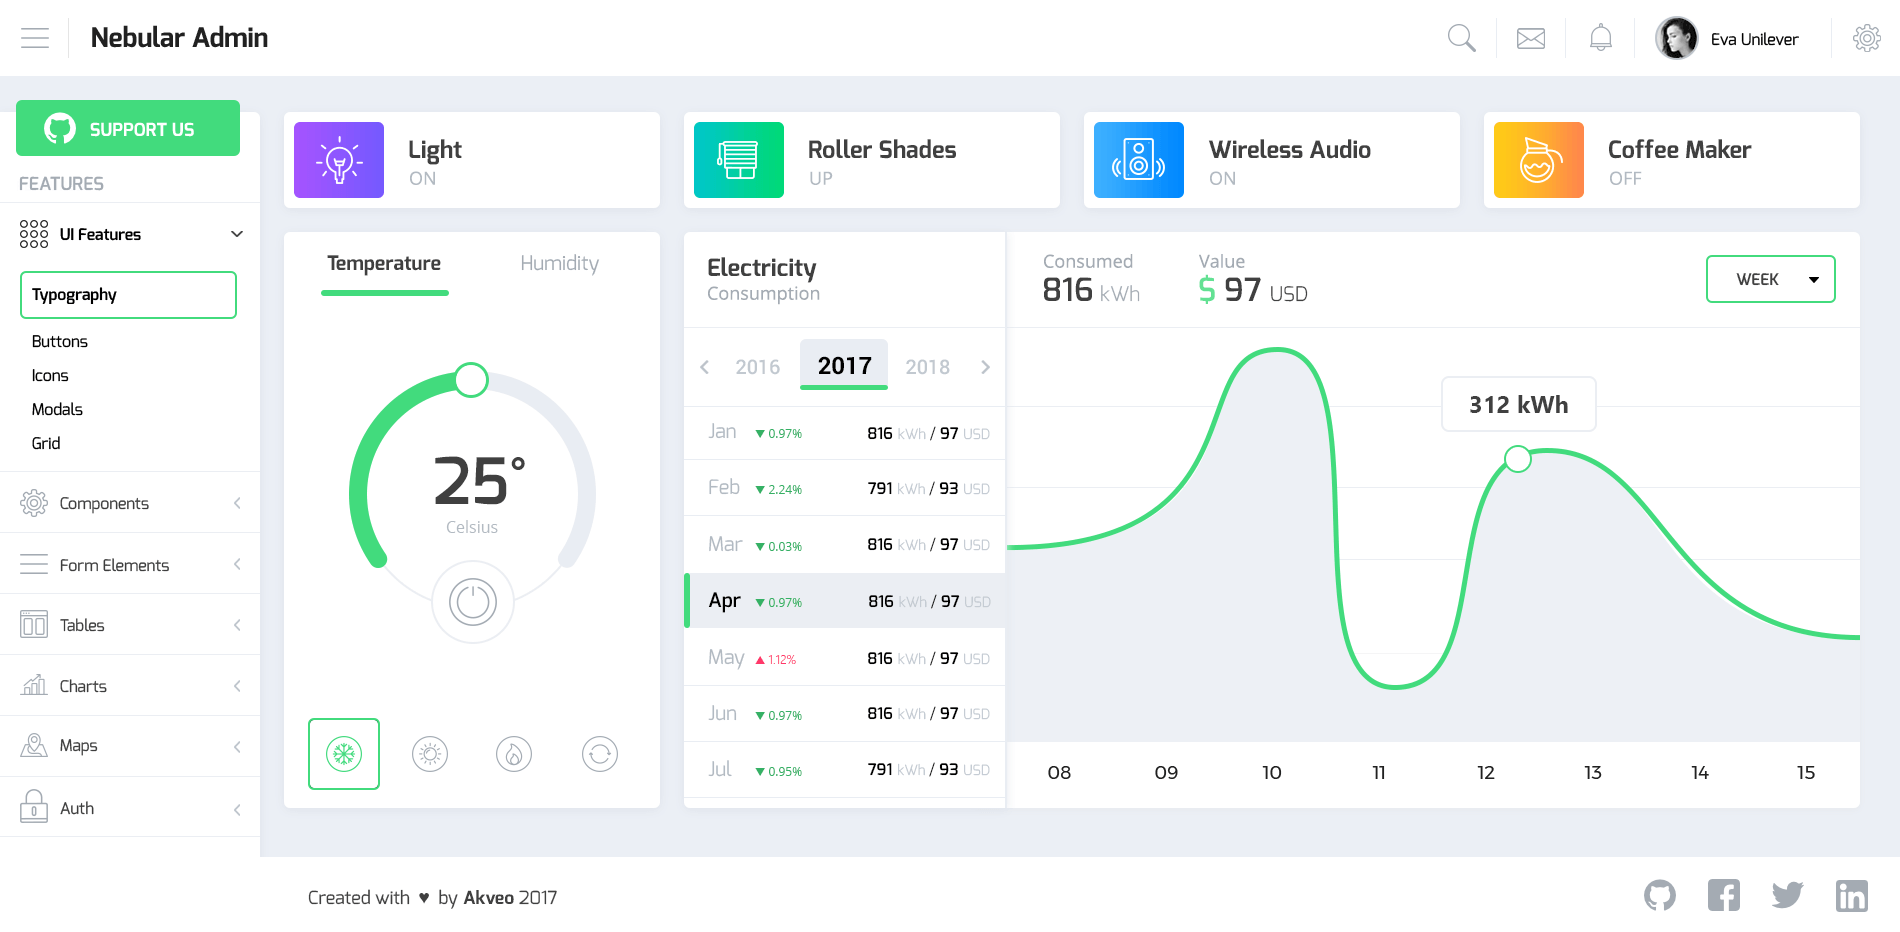 Nebular Admin
Eva Unilever
SUPPORT US
FEATURES
UI Features
Typography
Buttons
Icons
Modals
Grid
Components
Form Elements
Tables
Charts
Maps
Auth
Light
ON
Roller Shades
UP
Wireless Audio
ON
Coffee Maker
OFF
Temperature
Humidity
25°
Celsius
Electricity
Consumption
2016 2017 2018
Jan ▼ 0.97% 816 kWh / 97 USD
Feb ▼ 2.24% 791 kWh / 93 USD
Mar ▼ 0.03% 816 kWh / 97 USD
Apr ▼ 0.97% 816 kWh / 97 USD
May ▲ 1.12% 816 kWh / 97 USD
Jun ▼ 0.97% 816 kWh / 97 USD
Jul ▼ 0.95% 791 kWh / 93 USD
Consumed
816 kWh
Value
$ 97 USD
WEEK
312 kWh
08 09 10 11 12 13 14 15
Created with ♥ by Akveo 2017